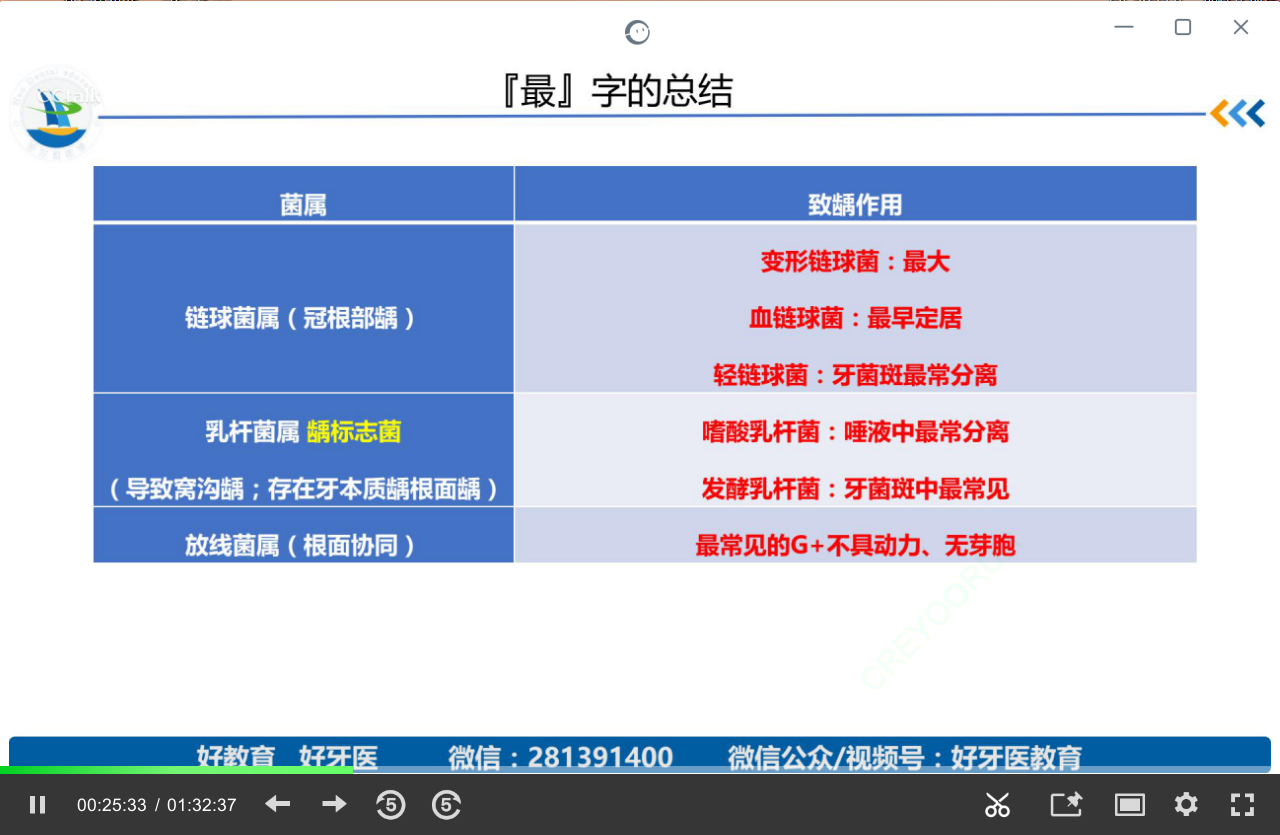 『最』字的总结
CCtalk
菌属
致龋作用
链球菌属（冠根部龋）
变形链球菌：最大
血链球菌：最早定居
轻链球菌：牙菌斑最常分离
乳杆菌属 龋标志菌
（导致窝沟龋；存在牙本质龋根面龋）
嗜酸乳杆菌：唾液中最常分离
发酵乳杆菌：牙菌斑中最常见
放线菌属（根面协同）
最常见的G+不具动力、无芽胞
CREYOORG
好教育 好牙医 微信：281391400 微信公众/视频号：好牙医教育
00:25:33 / 01:32:37
5 5